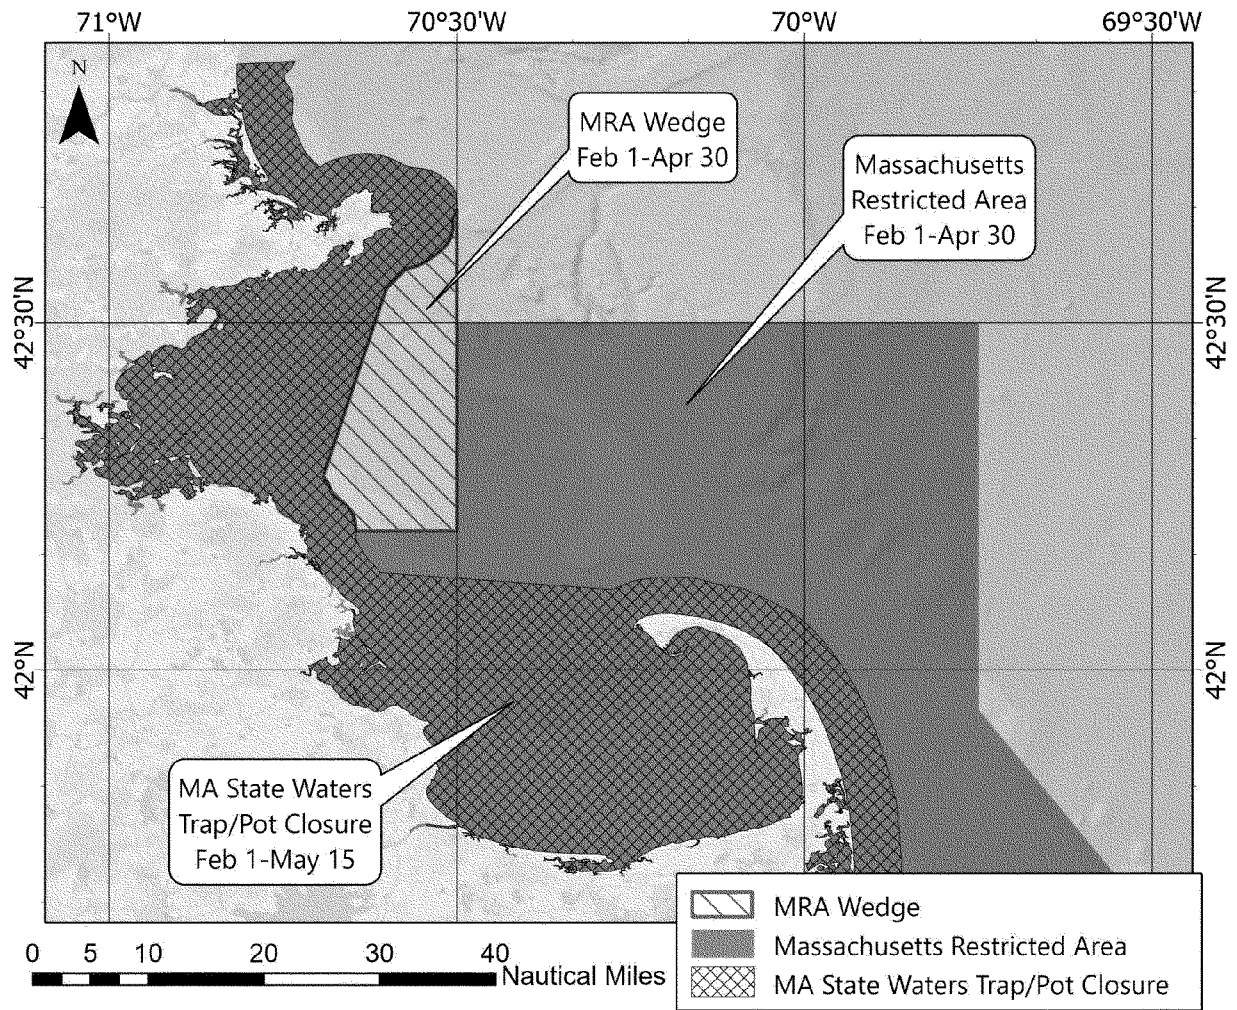 71°W 70°30'W 70°W 69°30'W
N
MRA Wedge
Feb 1-Apr 30
Massachusetts
Restricted Area
Feb 1-Apr 30
42°30'N 42°30'N
42°N 42°N
MA State Waters
Trap/Pot Closure
Feb 1-May 15
MRA Wedge
Massachusetts Restricted Area
MA State Waters Trap/Pot Closure
0 5 10 20 30 40
Nautical Miles